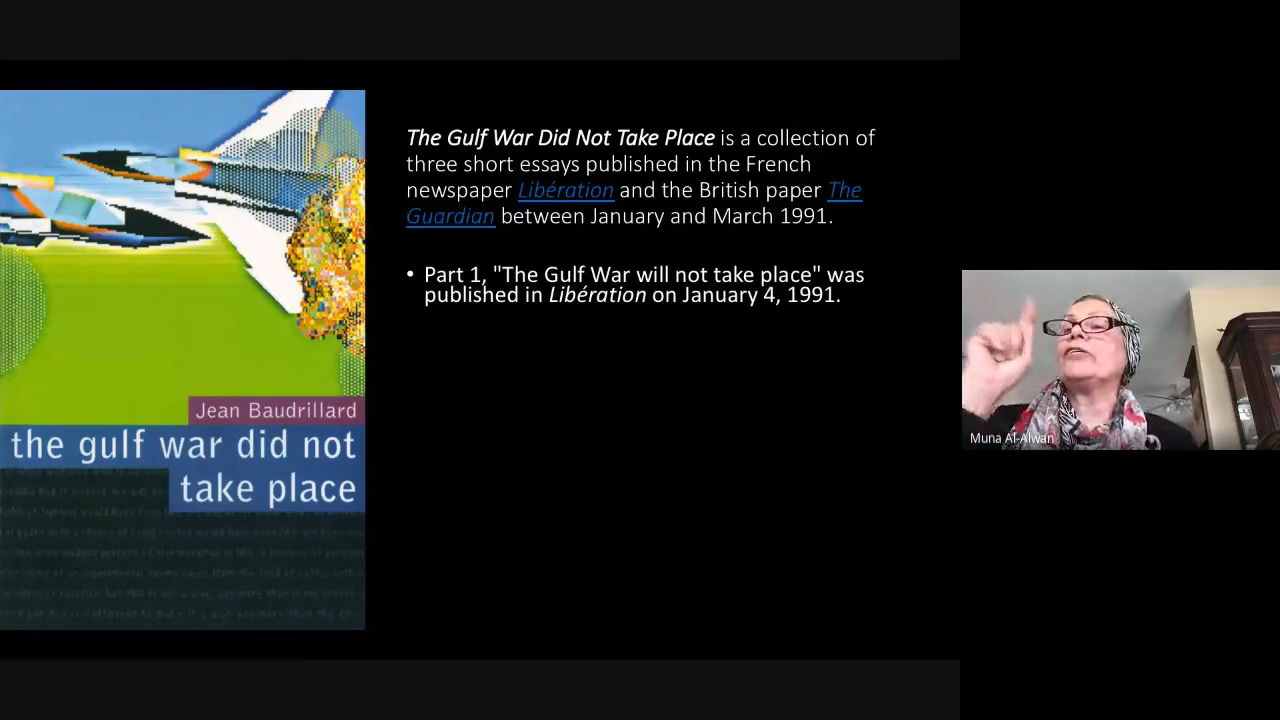 The Gulf War Did Not Take Place is a collection of
three short essays published in the French
newspaper Libération and the British paper The
Guardian between January and March 1991.
• Part 1, "The Gulf War will not take place" was
published in Libération on January 4, 1991.
Jean Baudrillard
the gulf war did not
take place
Muna Al-Alwan